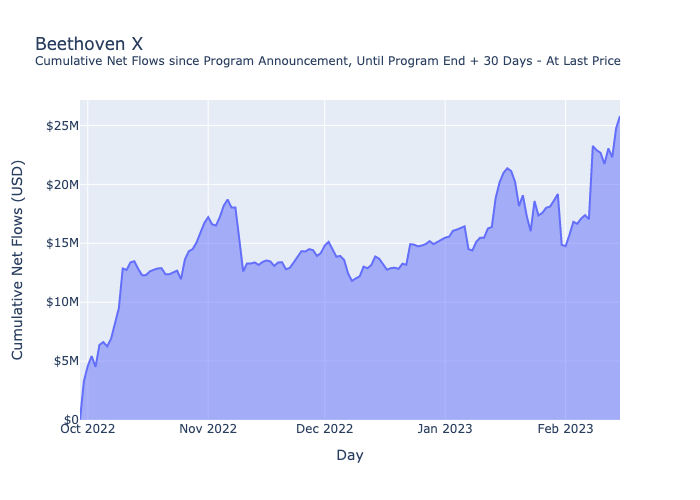 Beethoven X
Cumulative Net Flows since Program Announcement, Until Program End + 30 Days - At Last Price
$25M
$20M
$15M
$10M
$5M
$0
Cumulative Net Flows (USD)
Oct 2022
Nov 2022
Dec 2022
Jan 2023
Feb 2023
Day